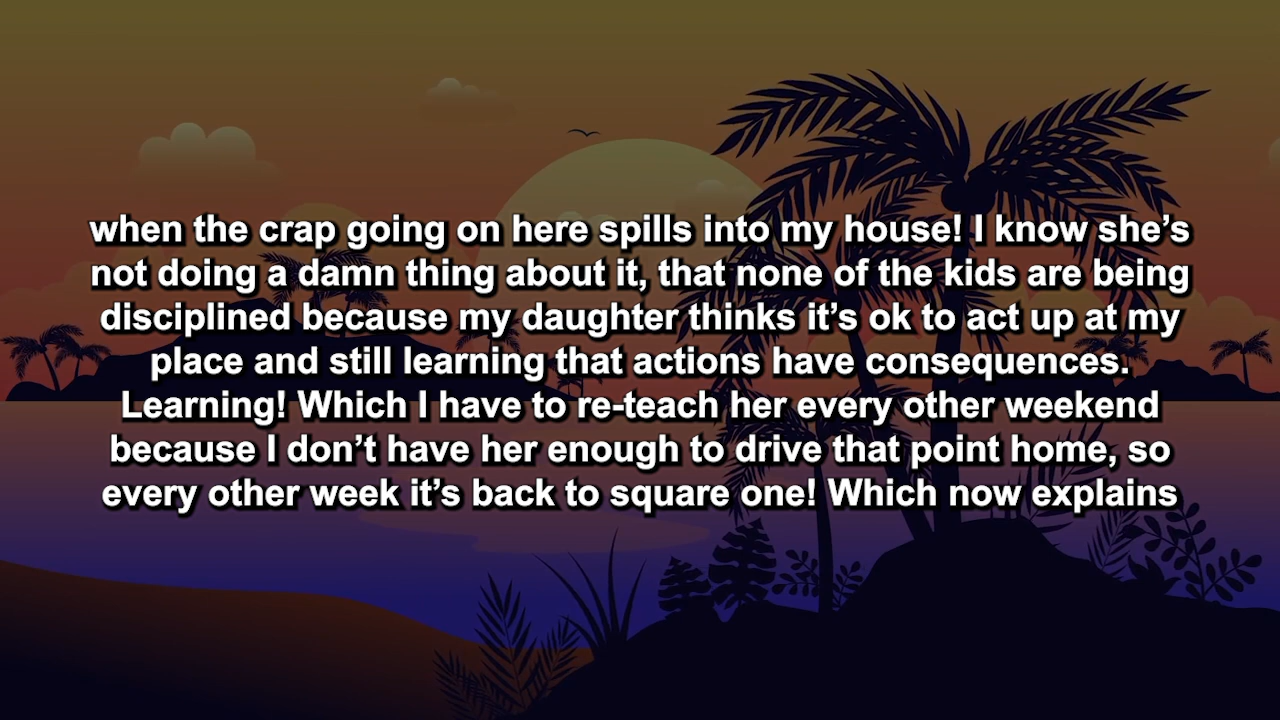 when the crap going on here spills into my house! I know she’s
not doing a damn thing about it, that none of the kids are being
disciplined because my daughter thinks it’s ok to act up at my
place and still learning that actions have consequences.
Learning! Which I have to re-teach her every other weekend
because I don’t have her enough to drive that point home, so
every other week it’s back to square one! Which now explains